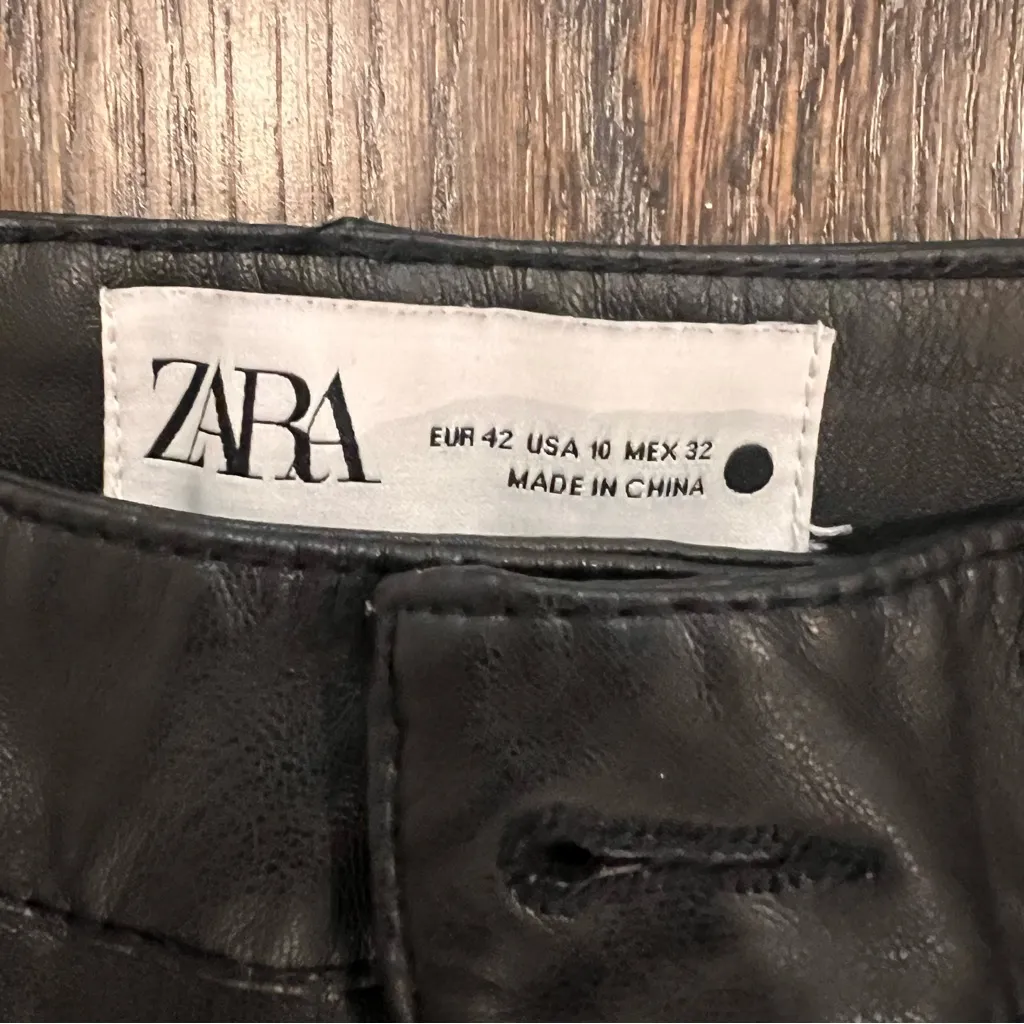 ZARA
EUR 42 USA 10 MEX 32
MADE IN CHINA